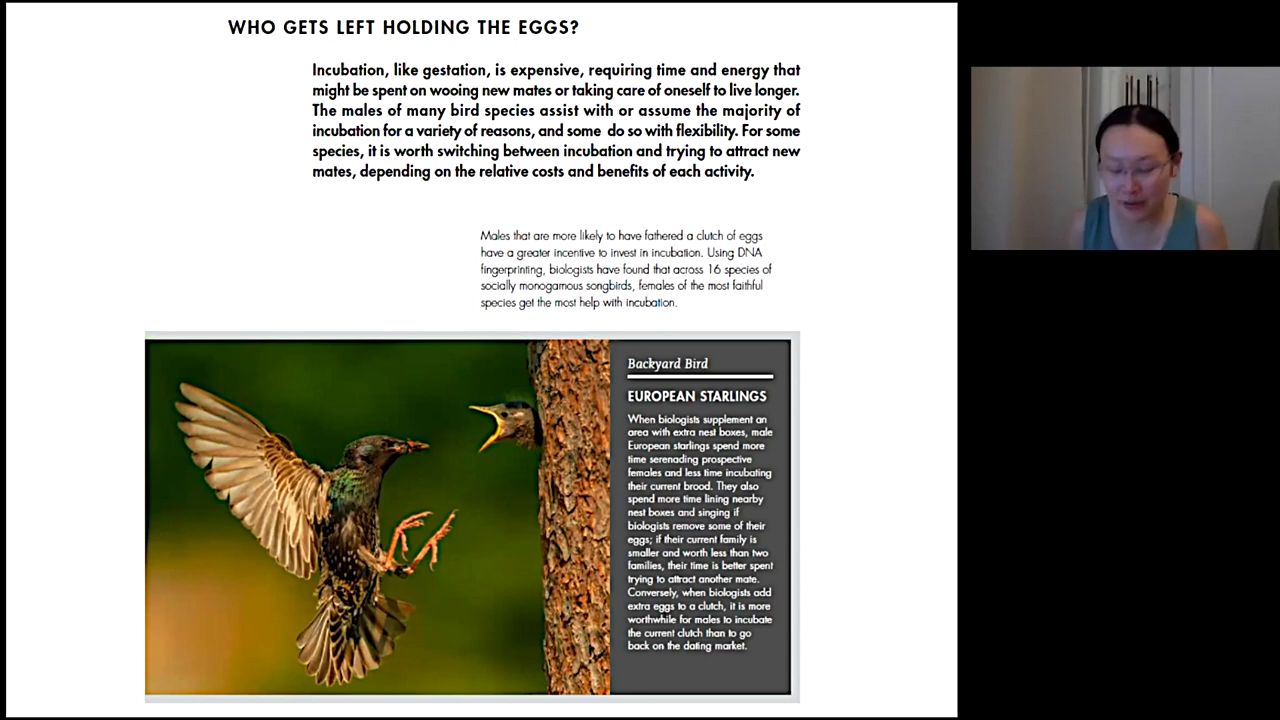 WHO GETS LEFT HOLDING THE EGGS?
Incubation, like gestation, is expensive, requiring time and energy that
might be spent on wooing new mates or taking care of oneself to live longer.
The males of many bird species assist with or assume the majority of
incubation for a variety of reasons, and some do so with flexibility. For some
species, it is worth switching between incubation and trying to attract new
mates, depending on the relative costs and benefits of each activity.
Males that are more likely to have fathered a clutch of eggs
have a greater incentive to invest in incubation. Using DNA
fingerprinting, biologists have found that across 16 species of
socially monogamous songbirds, females of the most faithful
species get the most help with incubation.
Backyard Bird
EUROPEAN STARLINGS
When biologists supplement an
area with extra nest boxes, male
European starlings spend more
time serenading prospective
females and less time incubating
their current brood. They also
spend more time lining nearby
nest boxes and singing if
biologists remove some of their
eggs; if their current family is
smaller and worth less than two
families, their time is better spent
trying to attract another mate.
Conversely, when biologists add
extra eggs to a clutch, it is more
worthwhile for males to incubate
the current clutch than to go
back on the dating market.